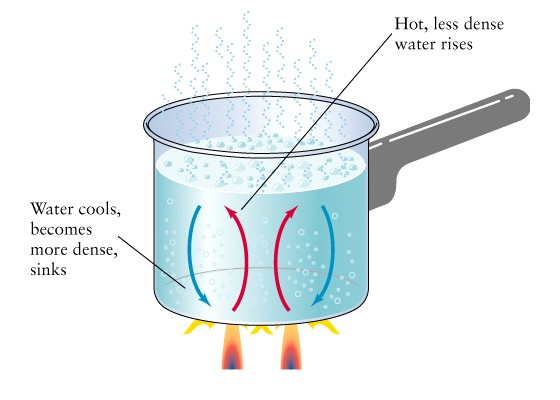 Hot, less dense
water rises
Water cools,
becomes
more dense,
sinks